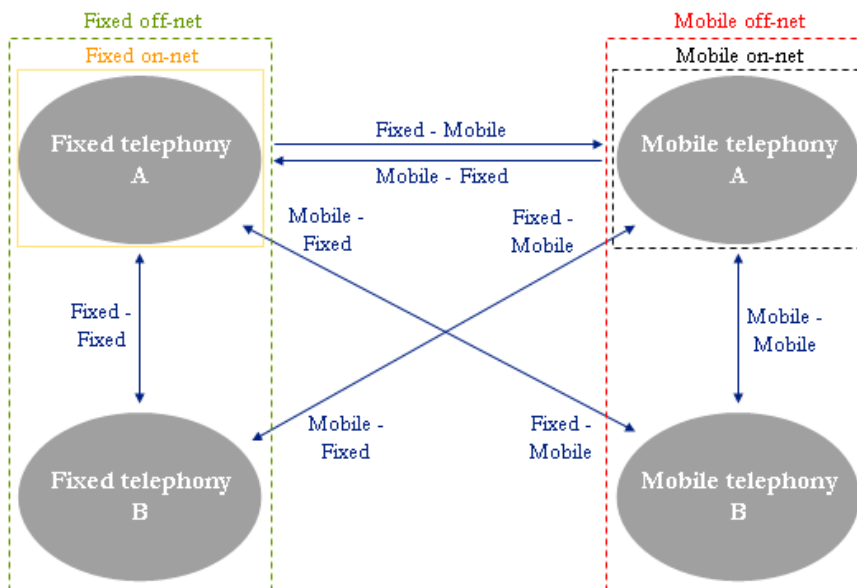 Fixed off-net
Mobile off-net
Fixed on-net
Mobile on-net
Fixed telephony
A
Fixed - Mobile
Mobile - Fixed
Mobile telephony
A
Mobile -
Fixed
Fixed -
Mobile
Fixed -
Fixed
Mobile -
Mobile
Mobile -
Fixed
Fixed -
Mobile
Fixed telephony
B
Mobile telephony
B